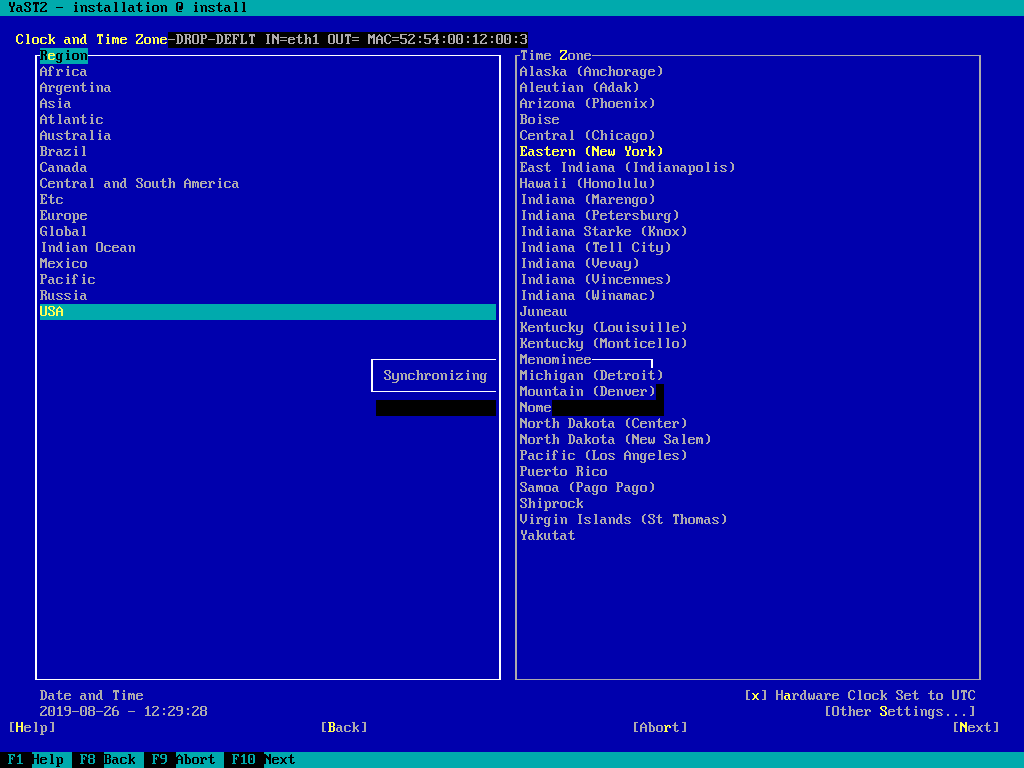 YaST2 - installation @ install
Clock and Time Zone-DROP-DEFLT IN=eth1 OUT= MAC=52:54:00:12:00:3
Region
Africa
Argentina
Asia
Atlantic
Australia
Brazil
Canada
Central and South America
Etc
Europe
Global
Indian Ocean
Mexico
Pacific
Russia
USA
Synchronizing
Time Zone
Alaska (Anchorage)
Aleutian (Adak)
Arizona (Phoenix)
Boise
Central (Chicago)
Eastern (New York)
East Indiana (Indianapolis)
Hawaii (Honolulu)
Indiana (Marengo)
Indiana (Petersburg)
Indiana Starke (Knox)
Indiana (Tell City)
Indiana (Vevay)
Indiana (Vincennes)
Indiana (Winamac)
Juneau
Kentucky (Louisville)
Kentucky (Monticello)
Menominee
Michigan (Detroit)
Mountain (Denver)
Nome
North Dakota (Center)
North Dakota (New Salem)
Pacific (Los Angeles)
Puerto Rico
Samoa (Pago Pago)
Shiprock
Virgin Islands (St Thomas)
Yakutat
Date and Time
2019-08-26 - 12:29:28
[x] Hardware Clock Set to UTC
[Other Settings...]
[Help] [Back] [Abort] [Next]
F1 Help F8 Back F9 Abort F10 Next